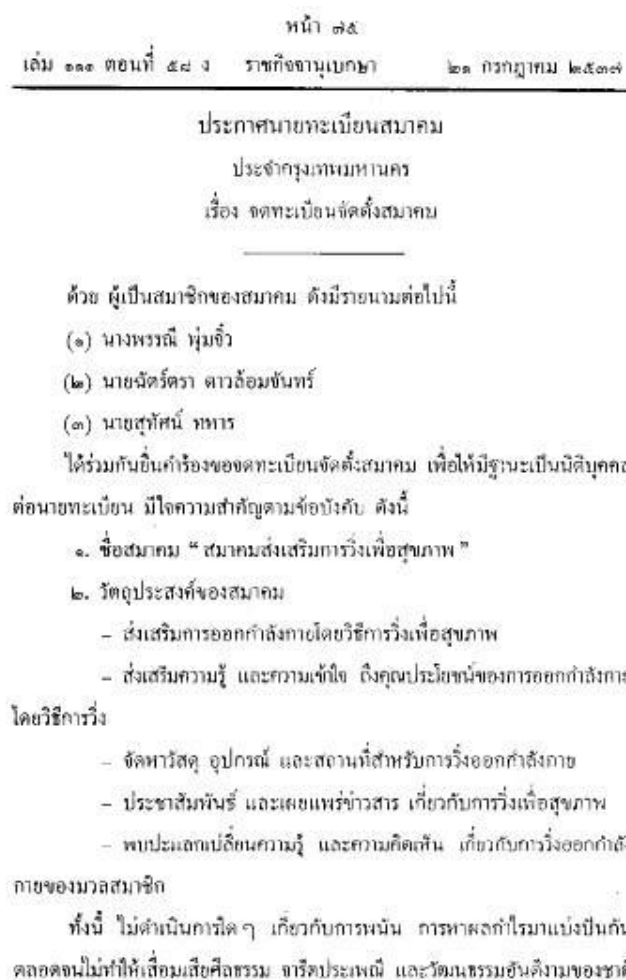 หน้า ๗๕
เล่ม ๑๑๑ ตอนที่ ๕๘ ง ราชกิจจานุเบกษา ๒๑ กรกฎาคม ๒๕๓๗
ประกาศนายทะเบียนสมาคม
ประจำกรุงเทพมหานคร
เรื่อง จดทะเบียนจัดตั้งสมาคม
ด้วย ผู้เป็นสมาชิกของสมาคม ดังมีรายนามต่อไปนี้
(๑) นางพรรณี พุ่มจิ๋ว
(๒) นายฉัตร์ตรา ดาวล้อมจันทร์
(๓) นายสุทัศน์ ทหาร
ได้ร่วมกันยื่นคำร้องขอจดทะเบียนจัดตั้งสมาคม เพื่อให้มีฐานะเป็นนิติบุคคล
ต่อนายทะเบียน มีใจความสำคัญตามข้อบังคับ ดังนี้
๑. ชื่อสมาคม “ สมาคมส่งเสริมการวิ่งเพื่อสุขภาพ ”
๒. วัตถุประสงค์ของสมาคม
– ส่งเสริมการออกกำลังกายโดยวิธีการวิ่งเพื่อสุขภาพ
– ส่งเสริมความรู้ และความเข้าใจ ถึงคุณประโยชน์ของการออกกำลังกาย
โดยวิธีการวิ่ง
– จัดหาวัสดุ อุปกรณ์ และสถานที่สำหรับการวิ่งออกกำลังกาย
– ประชาสัมพันธ์ และเผยแพร่ข่าวสาร เกี่ยวกับการวิ่งเพื่อสุขภาพ
– พบปะแลกเปลี่ยนความรู้ และความคิดเห็น เกี่ยวกับการวิ่งออกกำลัง
กายของมวลสมาชิก
ทั้งนี้ ไม่ดำเนินการใด ๆ เกี่ยวกับการพนัน การหาผลกำไรมาแบ่งปันกัน
ตลอดจนไม่ทำให้เสื่อมเสียศีลธรรม จารีตประเพณี และวัฒนธรรมอันดีงามของชาติ